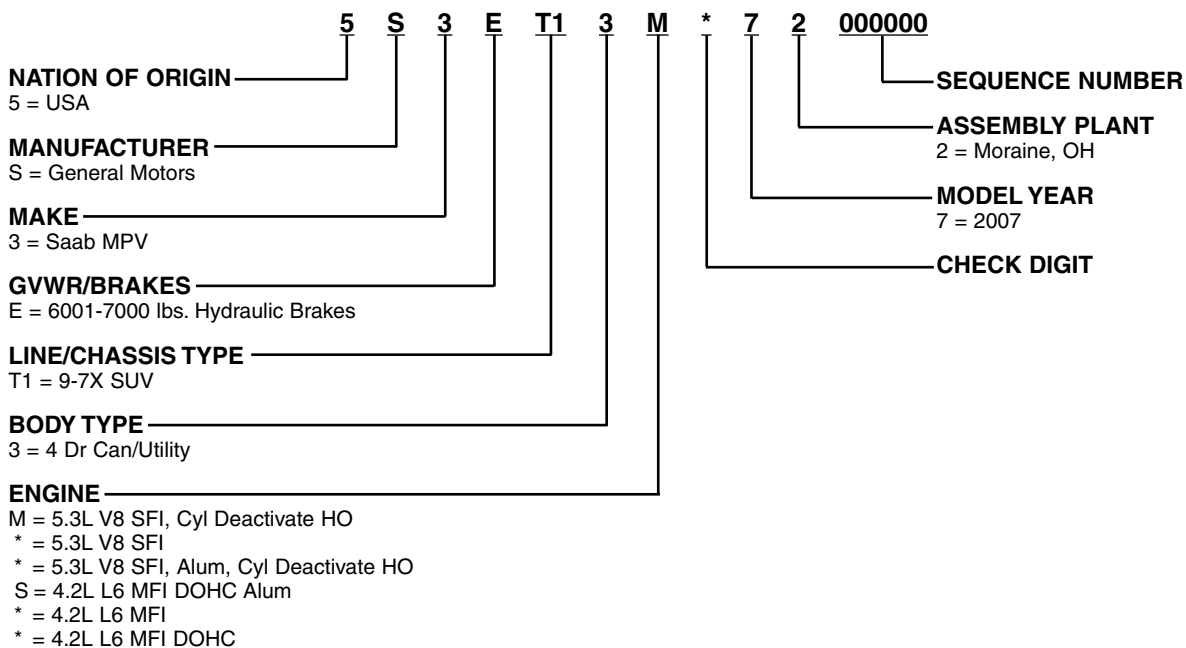 5 S 3 E T1 3 M * 7 2 000000
NATION OF ORIGIN
5 = USA
MANUFACTURER
S = General Motors
MAKE
3 = Saab MPV
GVWR/BRAKES
E = 6001-7000 lbs. Hydraulic Brakes
LINE/CHASSIS TYPE
T1 = 9-7X SUV
BODY TYPE
3 = 4 Dr Can/Utility
ENGINE
M = 5.3L V8 SFI, Cyl Deactivate HO
* = 5.3L V8 SFI
* = 5.3L V8 SFI, Alum, Cyl Deactivate HO
S = 4.2L L6 MFI DOHC Alum
* = 4.2L L6 MFI
* = 4.2L L6 MFI DOHC
SEQUENCE NUMBER
ASSEMBLY PLANT
2 = Moraine, OH
MODEL YEAR
7 = 2007
CHECK DIGIT